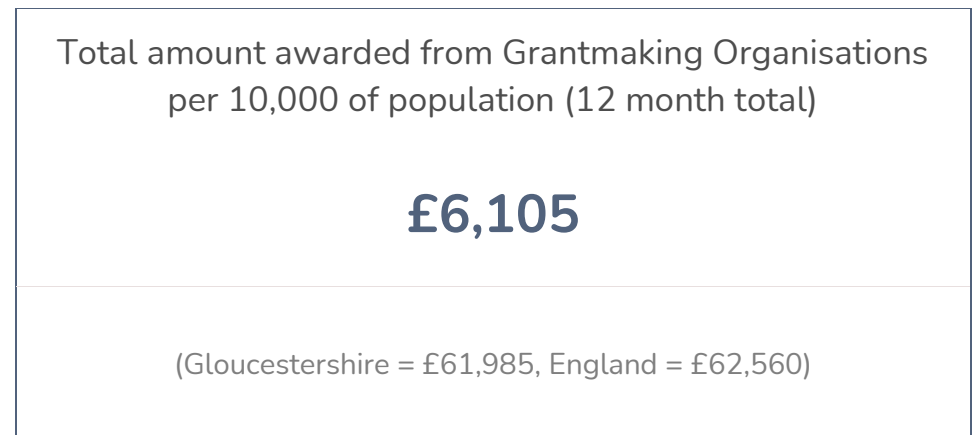 Total amount awarded from Grantmaking Organisations
per 10,000 of population (12 month total)
£6,105
(Gloucestershire = £61,985, England = £62,560)